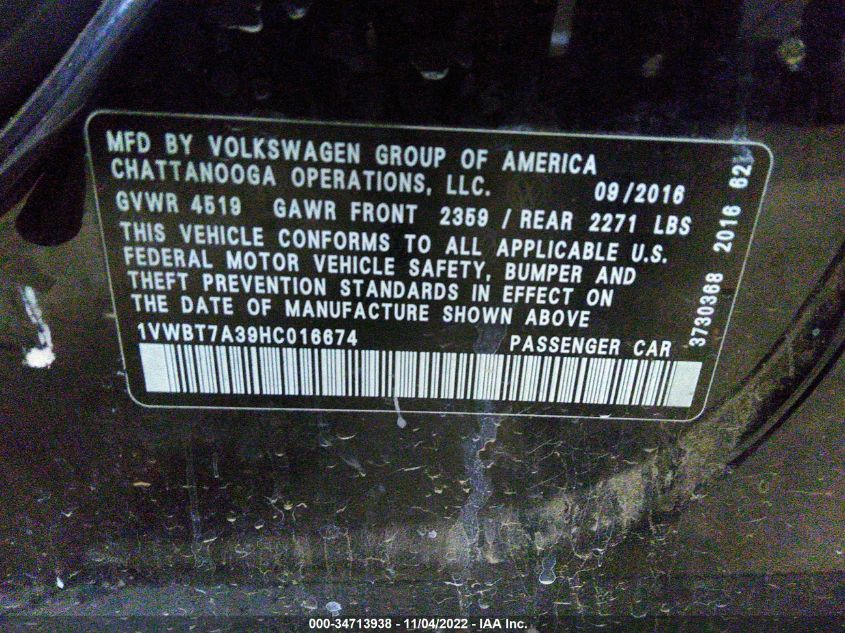 MFD BY VOLKSWAGEN GROUP OF AMERICA
CHATTANOOGA OPERATIONS, LLC. 09/2016
GVWR 4519 GAWR FRONT 2359 / REAR 2271 LBS
THIS VEHICLE CONFORMS TO ALL APPLICABLE U.S.
FEDERAL MOTOR VEHICLE SAFETY, BUMPER AND
THEFT PREVENTION STANDARDS IN EFFECT ON
THE DATE OF MANUFACTURE SHOWN ABOVE
1VWBT7A39HC016674 PASSENGER CAR
3730368 2016 621
000-34713938 - 11/04/2022 - IAA Inc.